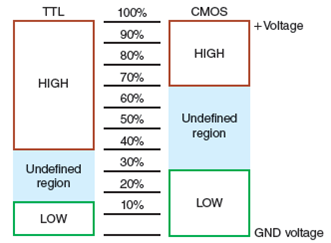 TTL 100% CMOS
+Voltage
90%
80% HIGH
HIGH 70%
60%
50% Undefined
region
40%
Undefined 30%
region 20%
10% LOW
LOW
GND voltage